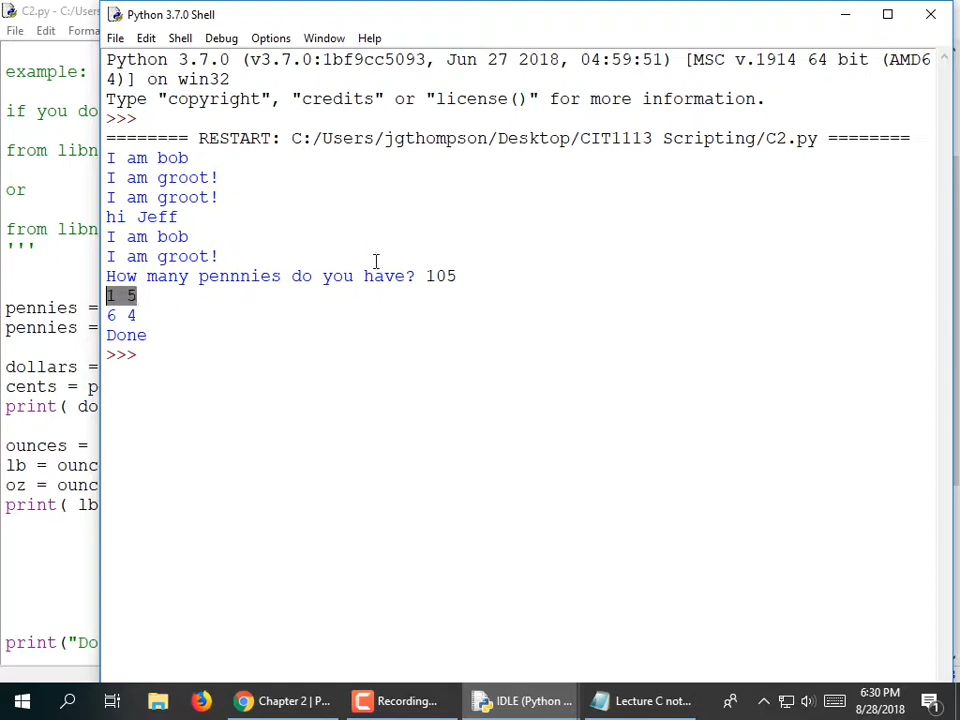 C2.py - C:/Users
File Edit Forma
example:
if you do
from libn
or
from libn
'''
pennies =
pennies =
dollars =
cents = p
print( do
ounces =
lb = ounc
oz = ounc
print( lb
print("Do
Python 3.7.0 Shell
File Edit Shell Debug Options Window Help
Python 3.7.0 (v3.7.0:1bf9cc5093, Jun 27 2018, 04:59:51) [MSC v.1914 64 bit (AMD6
4)] on win32
Type "copyright", "credits" or "license()" for more information.
>>>
======== RESTART: C:/Users/jgthompson/Desktop/CIT1113 Scripting/C2.py ========
I am bob
I am groot!
I am groot!
hi Jeff
I am bob
I am groot!
How many pennnies do you have? 105
1 5
6 4
Done
>>>
Chapter 2 | P...
Recording...
IDLE (Python ...
Lecture C not...
6:30 PM
8/28/2018
1